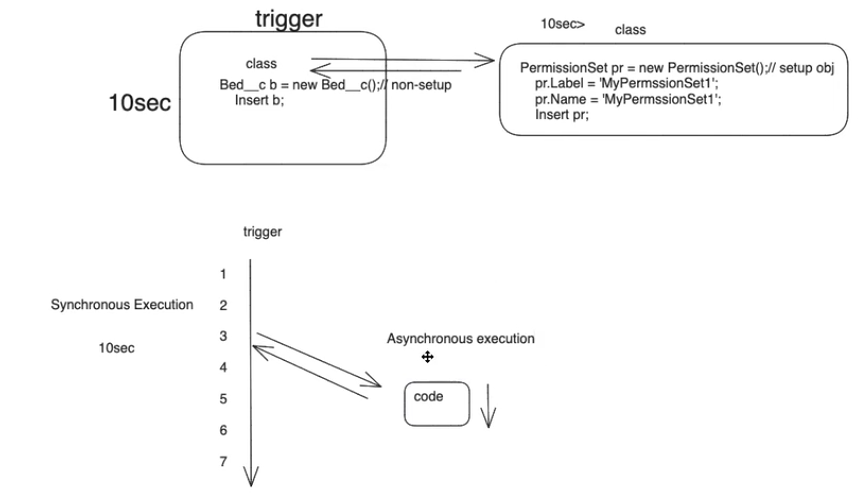 trigger
10sec>
class
class
Bed__c b = new Bed__c();// non-setup
Insert b;
10sec
PermissionSet pr = new PermissionSet();// setup obj
pr.Label = 'MyPermssionSet1';
pr.Name = 'MyPermssionSet1';
Insert pr;
trigger
1
Synchronous Execution
2
3
10sec
Asynchronous execution
4
5
code
6
7